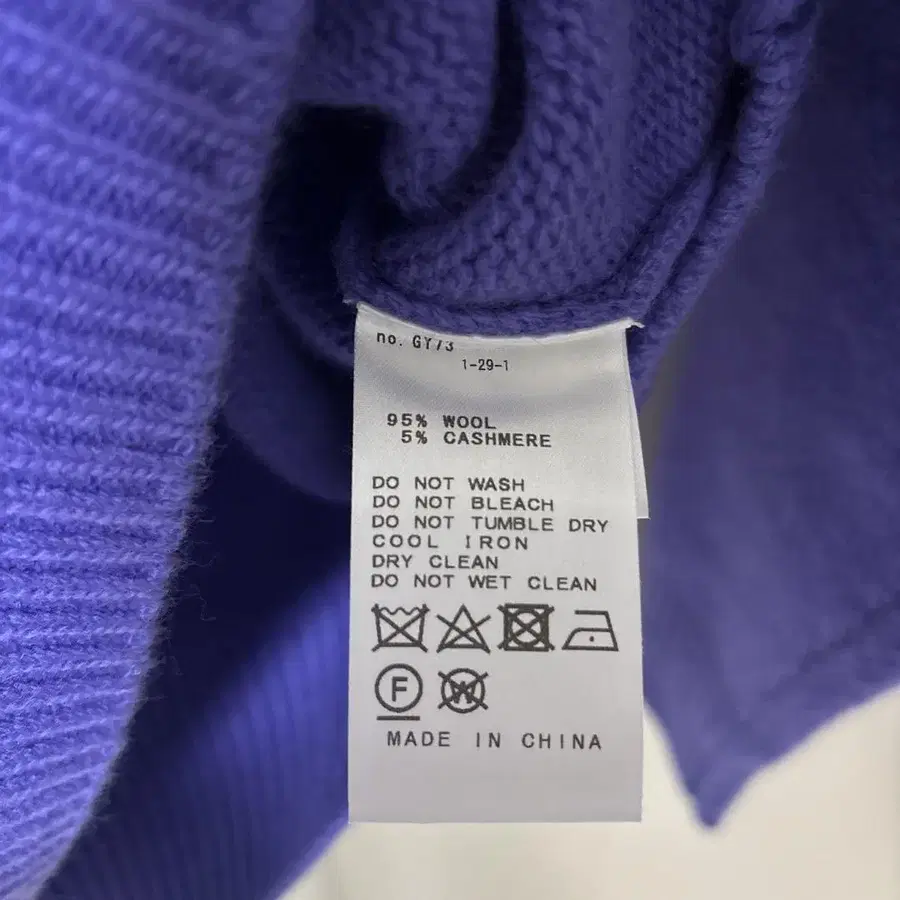 no. GY73
1-29-1
95% WOOL
5% CASHMERE
DO NOT WASH
DO NOT BLEACH
DO NOT TUMBLE DRY
COOL IRON
DRY CLEAN
DO NOT WET CLEAN
F
W
MADE IN CHINA